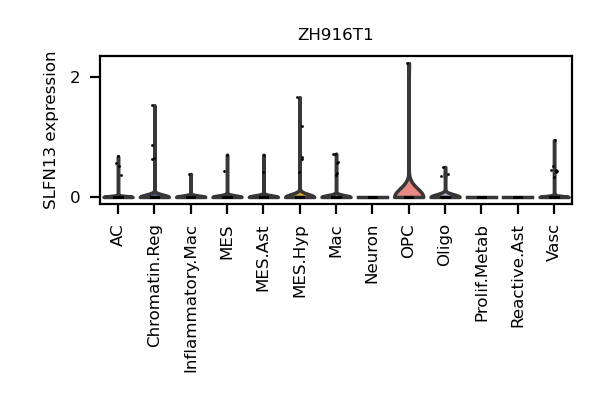 ZH916T1
SLFN13 expression
2
0
AC
Chromatin.Reg
Inflammatory.Mac
MES
MES.Ast
MES.Hyp
Mac
Neuron
OPC
Oligo
Prolif.Metab
Reactive.Ast
Vasc